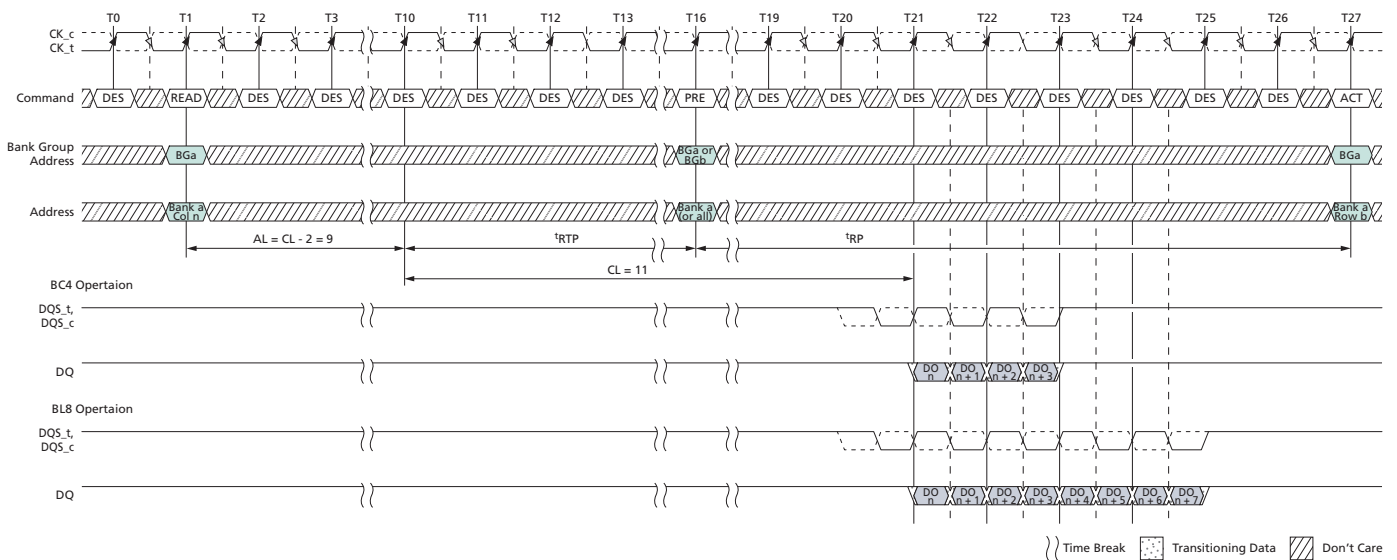 T0 T1 T2 T3 T10 T11 T12 T13 T16 T19 T20 T21 T22 T23 T24 T25 T26 T27
CK_c
CK_t
Command DES READ DES DES DES DES DES DES PRE DES DES DES DES DES DES DES DES ACT
Bank Group
Address
BGa
BGa or
BGb
BGa
Address
Bank a
Col n
Bank a
(or all)
Bank a
Row b
AL = CL - 2 = 9
tRTP
tRP
CL = 11
BC4 Opertaion
DQS_t,
DQS_c
DQ
DO
n
DO
n + 1
DO
n + 2
DO
n + 3
BL8 Opertaion
DQS_t,
DQS_c
DQ
DO
n
DO
n + 1
DO
n + 2
DO
n + 3
DO
n + 4
DO
n + 5
DO
n + 6
DO
n + 7
Time Break Transitioning Data Don't Care